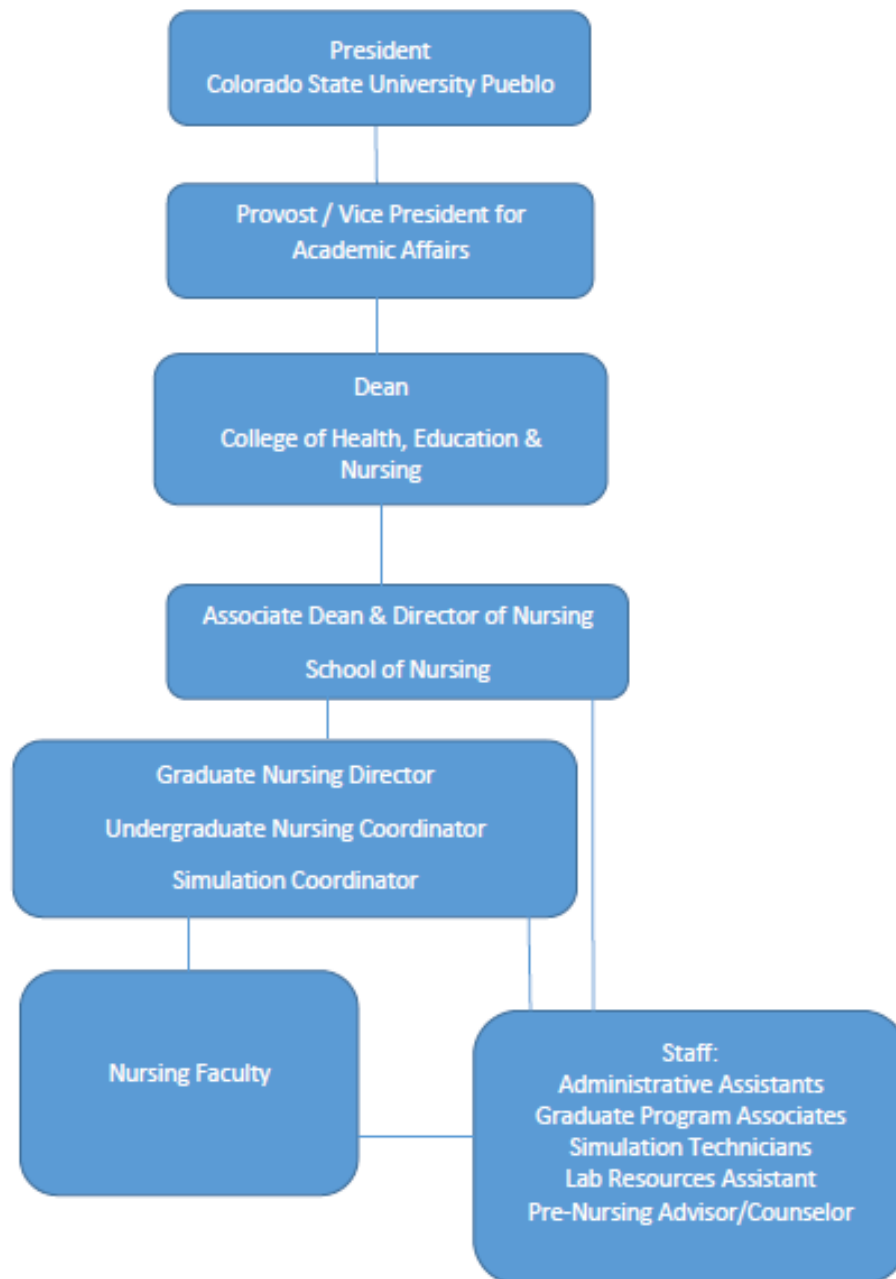 President
Colorado State University Pueblo
Provost / Vice President for
Academic Affairs
Dean
College of Health, Education &
Nursing
Associate Dean & Director of Nursing
School of Nursing
Graduate Nursing Director
Undergraduate Nursing Coordinator
Simulation Coordinator
Nursing Faculty
Staff:
Administrative Assistants
Graduate Program Associates
Simulation Technicians
Lab Resources Assistant
Pre-Nursing Advisor/Counselor